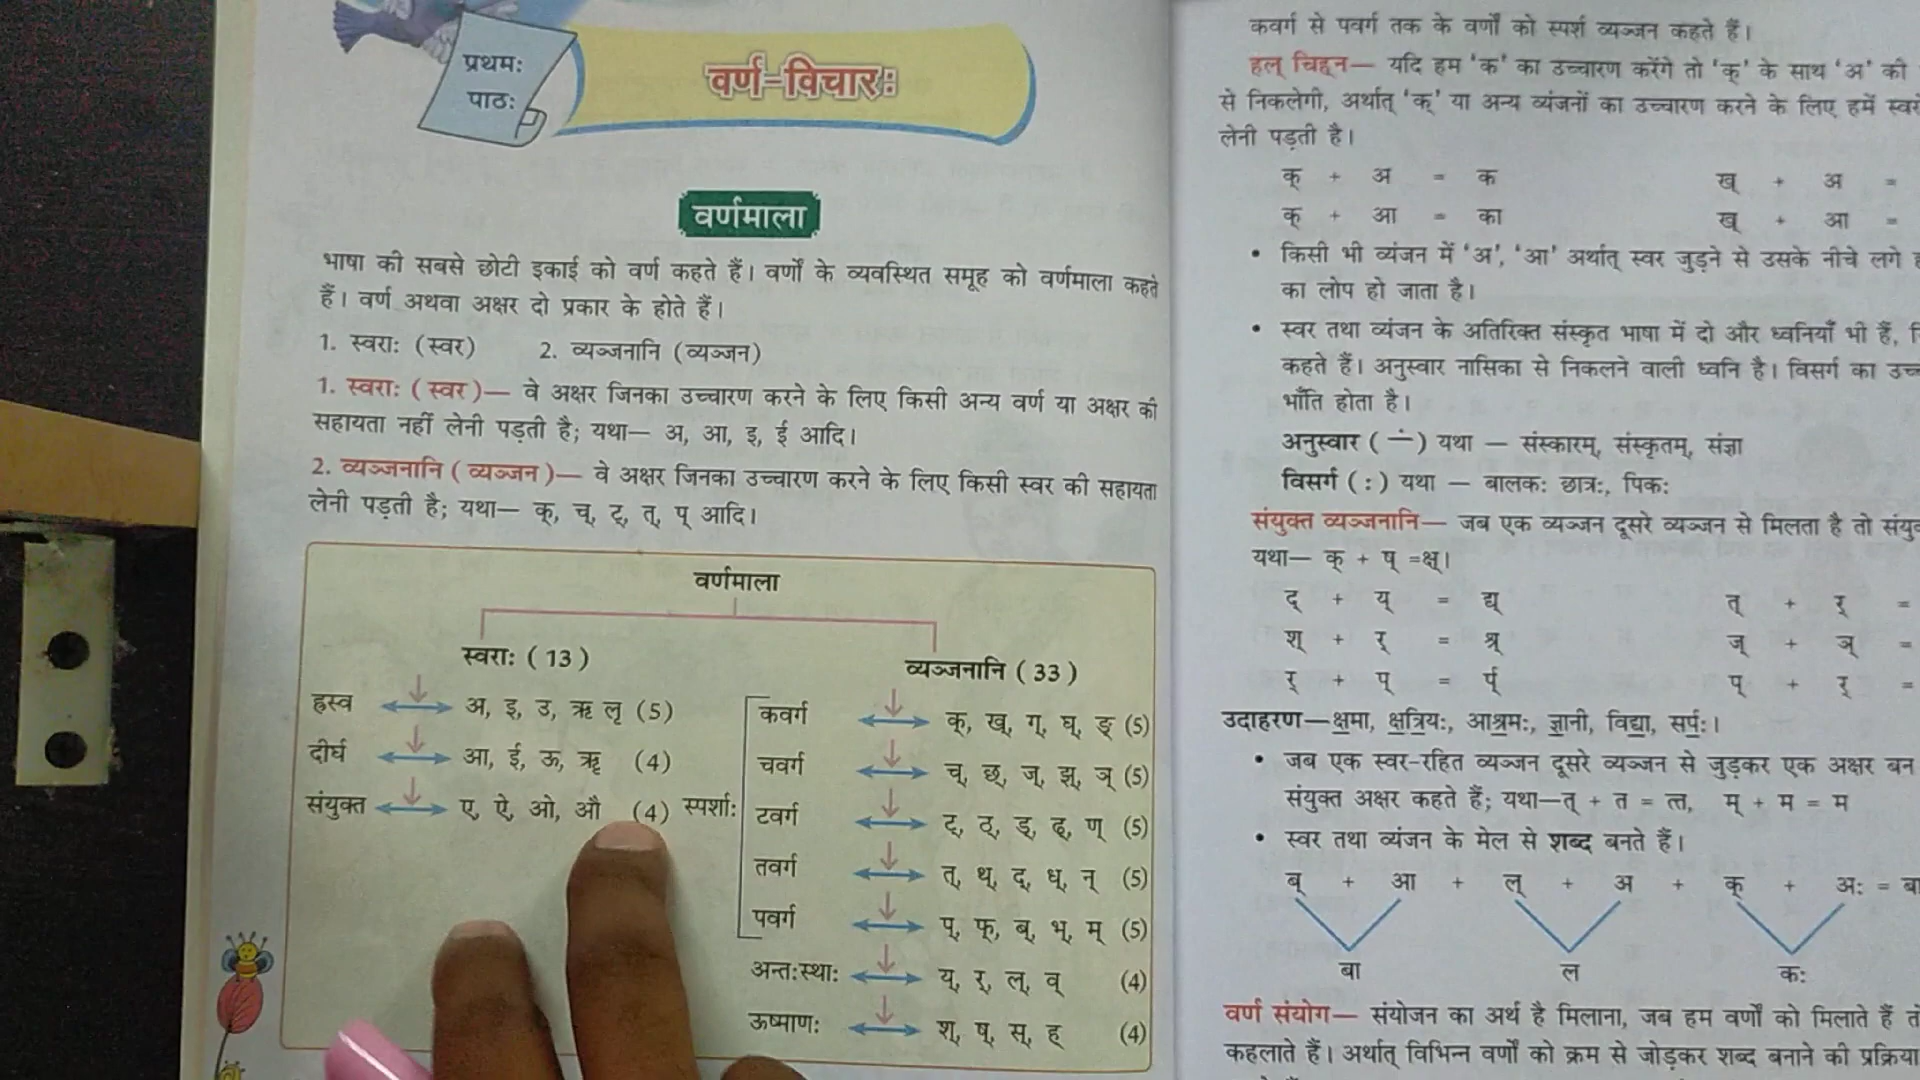 प्रथमः
पाठः
वर्ण-विचारः
वर्णमाला
भाषा की सबसे छोटी इकाई को वर्ण कहते हैं। वर्णों के व्यवस्थित समूह को वर्णमाला कहते
हैं। वर्ण अथवा अक्षर दो प्रकार के होते हैं।
1. स्वराः (स्वर) 2. व्यञ्जनानि (व्यञ्जन)
1. स्वराः (स्वर)— वे अक्षर जिनका उच्चारण करने के लिए किसी अन्य वर्ण या अक्षर की
सहायता नहीं लेनी पड़ती है; यथा— अ, आ, इ, ई आदि।
2. व्यञ्जनानि (व्यञ्जन)— वे अक्षर जिनका उच्चारण करने के लिए किसी स्वर की सहायता
लेनी पड़ती है; यथा— क्, च्, ट्, त्, प् आदि।
वर्णमाला
स्वराः (13)
ह्रस्व अ, इ, उ, ऋ लृ (5)
दीर्घ आ, ई, ऊ, ॠ (4)
संयुक्त ए, ऐ, ओ, औ (4)
व्यञ्जनानि (33)
स्पर्शाः
कवर्ग क्, ख्, ग्, घ्, ङ् (5)
चवर्ग च्, छ्, ज्, झ्, ञ् (5)
टवर्ग ट्, ठ्, ड्, ढ्, ण् (5)
तवर्ग त्, थ्, द्, ध्, न् (5)
पवर्ग प्, फ्, ब्, भ्, म् (5)
अन्तःस्थाः य्, र्, ल्, व् (4)
ऊष्माणः श्, ष्, स्, ह् (4)
कवर्ग से पवर्ग तक के वर्णों को स्पर्श व्यञ्जन कहते हैं।
हल् चिह्न— यदि हम 'क' का उच्चारण करेंगे तो 'क्' के साथ 'अ' की
से निकलेगी, अर्थात् 'क्' या अन्य व्यंजनों का उच्चारण करने के लिए हमें
लेनी पड़ती है।
क् + अ = क ख् + अ =
क् + आ = का ख् + आ =
• किसी भी व्यंजन में 'अ', 'आ' अर्थात् स्वर जुड़ने से उसके नीचे लगे
का लोप हो जाता है।
• स्वर तथा व्यंजन के अतिरिक्त संस्कृत भाषा में दो और ध्वनियाँ भी हैं,
कहते हैं। अनुस्वार नासिका से निकलने वाली ध्वनि है। विसर्ग का
भाँति होता है।
अनुस्वार (∸) यथा — संस्कारम्, संस्कृतम्, संज्ञा
विसर्ग (:) यथा — बालकः छात्रः, पिकः
संयुक्त व्यञ्जनानि— जब एक व्यञ्जन दूसरे व्यञ्जन से मिलता है तो
यथा— क् + ष् =क्ष्।
द् + य् = द्य् त् + र् =
श् + र् = श्र् ज् + ञ् =
र् + प् = र्प् प् + र् =
उदाहरण—क्षमा, क्षत्रियः, आश्रमः, ज्ञानी, विद्या, सर्पः।
• जब एक स्वर-रहित व्यञ्जन दूसरे व्यञ्जन से जुड़कर एक अक्षर बन
संयुक्त अक्षर कहते हैं; यथा—त् + त = त्त, म् + म = म
• स्वर तथा व्यंजन के मेल से शब्द बनते हैं।
ब् + आ + ल् + अ + क् + अः = बा
बा ल कः
वर्ण संयोग— संयोजन का अर्थ है मिलाना, जब हम वर्णों को मिलाते हैं
कहलाते हैं। अर्थात् विभिन्न वर्णों को क्रम से जोड़कर शब्द बनाने की प्रक्रिया